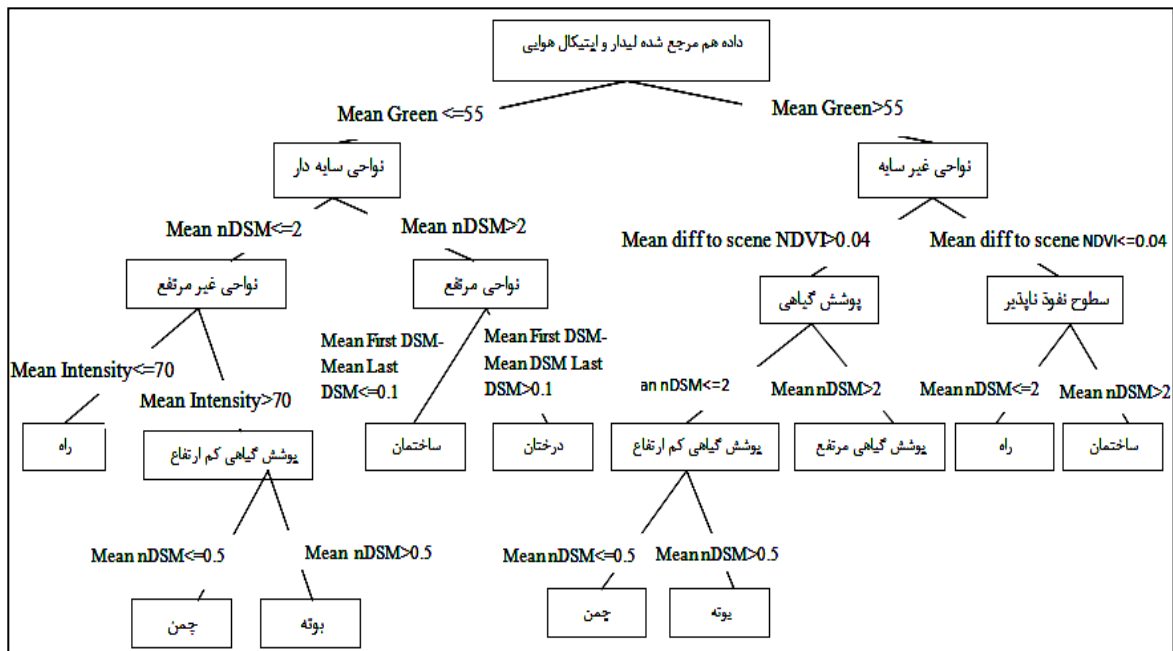 داده هم مرجع شده لیدار و اپتیکال هوایی
Mean Green <=55
Mean Green>55
نواحی سایه دار
نواحی غیر سایه
Mean nDSM<=2
Mean nDSM>2
Mean diff to scene NDVI>0.04
Mean diff to scene NDVI<=0.04
نواحی غیر مرتفع
نواحی مرتفع
پوشش گیاهی
سطوح نفوذ ناپذیر
Mean Intensity<=70
Mean Intensity>70
Mean First DSM-
Mean Last
DSM<=0.1
Mean First DSM-
Mean DSM Last
DSM>0.1
an nDSM<=2
Mean nDSM>2
Mean nDSM<=2
Mean nDSM>2
راه
پوشش گیاهی کم ارتفاع
ساختمان
درختان
پوشش گیاهی کم ارتفاع
پوشش گیاهی مرتفع
راه
ساختمان
Mean nDSM<=0.5
Mean nDSM>0.5
Mean nDSM<=0.5
Mean nDSM>0.5
چمن
بوته
چمن
بوته